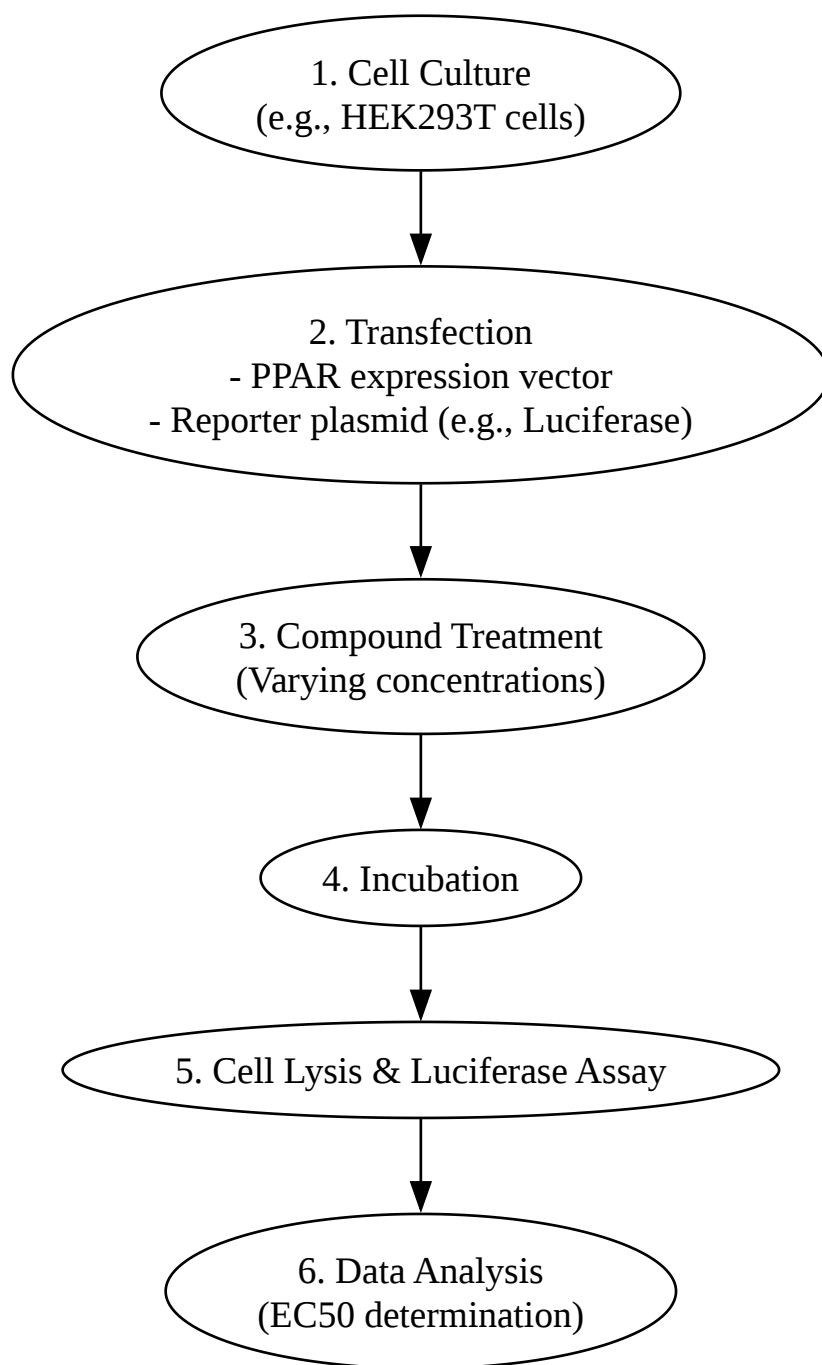 1. Cell Culture
(e.g., HEK293T cells)
2. Transfection
- PPAR expression vector
- Reporter plasmid (e.g., Luciferase)
3. Compound Treatment
(Varying concentrations)
4. Incubation
5. Cell Lysis & Luciferase Assay
6. Data Analysis
(EC50 determination)